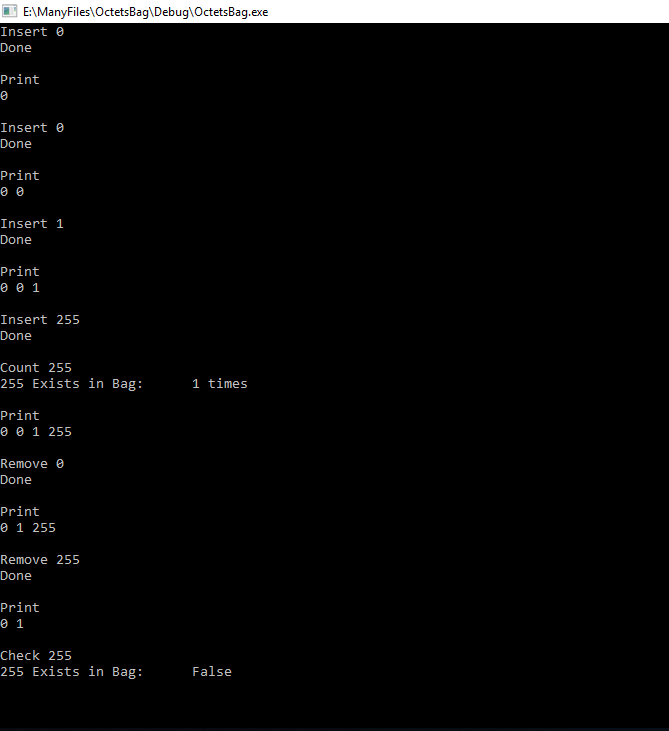 E:\ManyFiles\OctetsBag\Debug\OctetsBag.exe
Insert 0
Done
Print
0
Insert 0
Done
Print
0 0
Insert 1
Done
Print
0 0 1
Insert 255
Done
Count 255
255 Exists in Bag:      1 times
Print
0 0 1 255
Remove 0
Done
Print
0 1 255
Remove 255
Done
Print
0 1
Check 255
255 Exists in Bag:      False